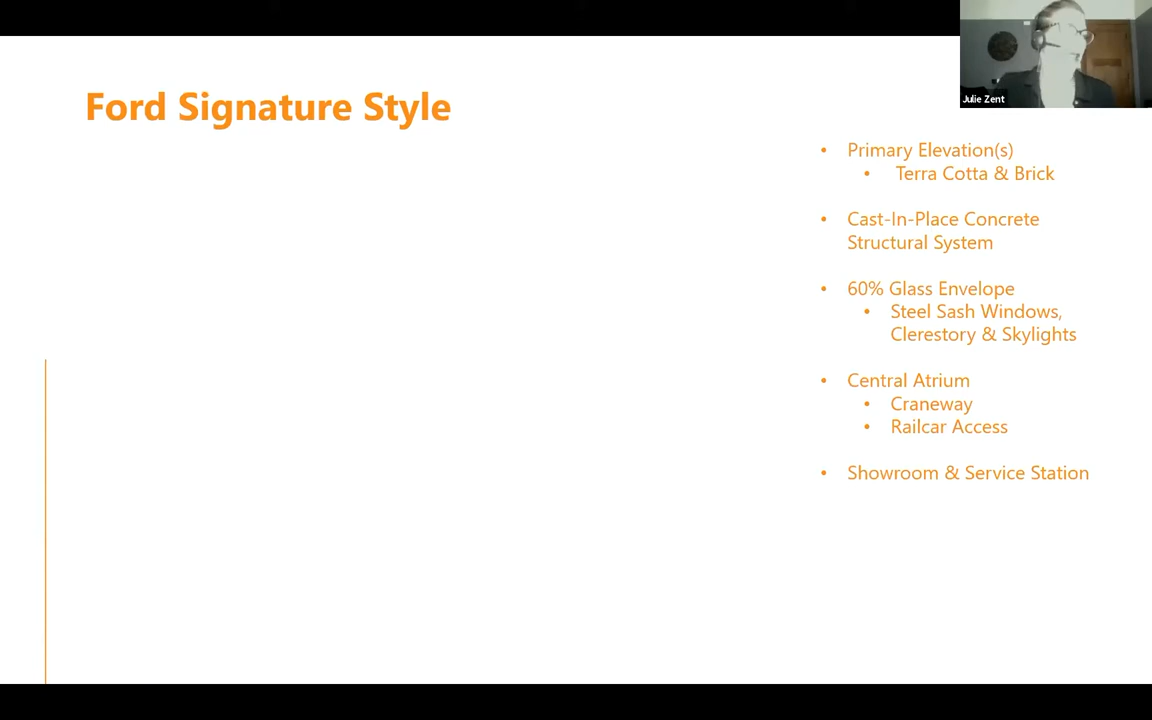 Ford Signature Style
Julie Zent
• Primary Elevation(s)
• Terra Cotta & Brick
• Cast-In-Place Concrete
Structural System
• 60% Glass Envelope
• Steel Sash Windows,
Clerestory & Skylights
• Central Atrium
• Craneway
• Railcar Access
• Showroom & Service Station